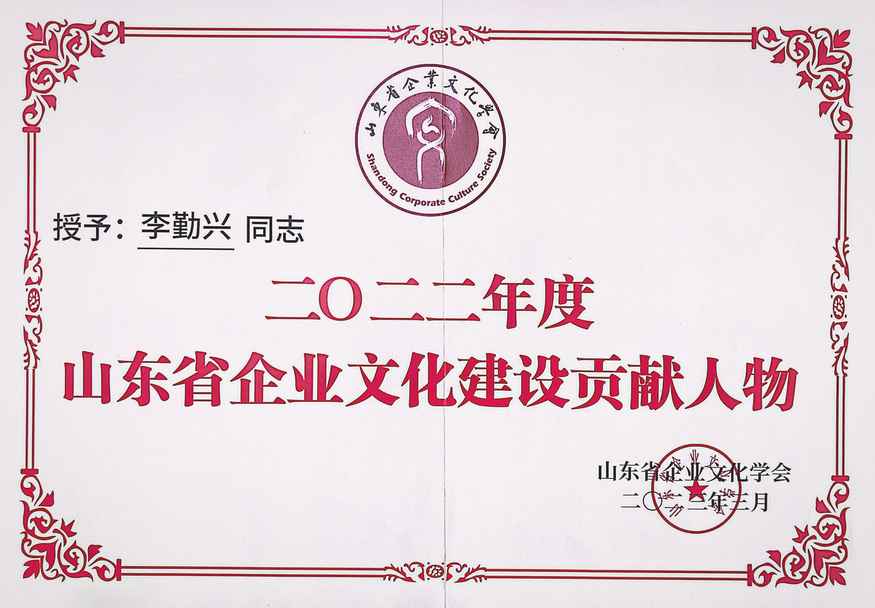 山东省企業文化学会
Shandong Corporate Culture Society
授予：李勤兴 同志
二〇二二年度
山东省企业文化建设贡献人物
山东省企业文化学会
二〇二三年三月